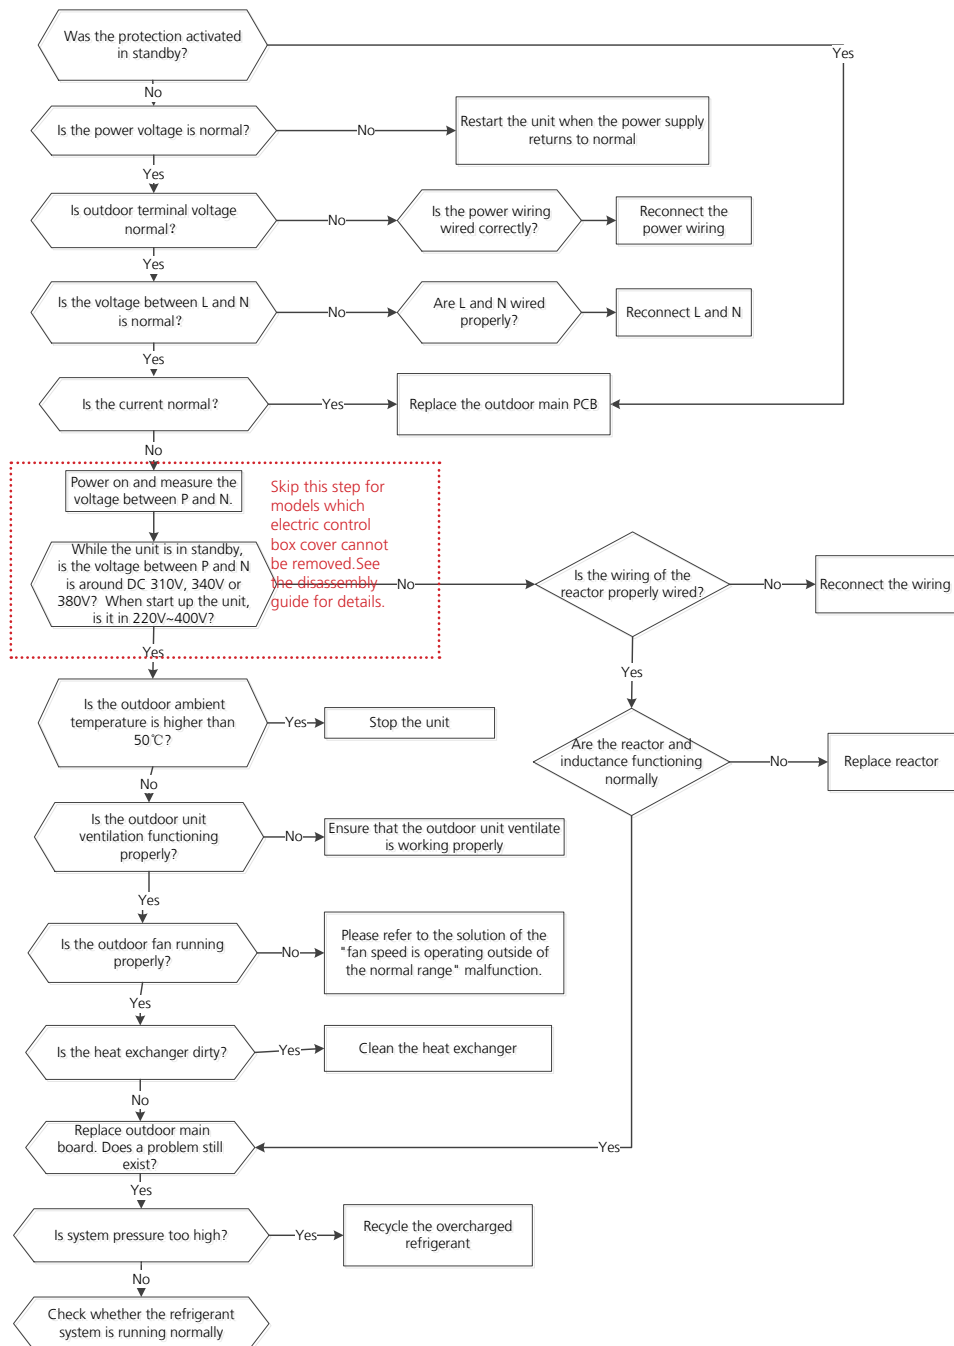 Was the protection activated
in standby?
Yes
No
Is the power voltage is normal?
No
Restart the unit when the power supply
returns to normal
Yes
Is outdoor terminal voltage
normal?
No
Is the power wiring
wired correctly?
Reconnect the
power wiring
Yes
Is the voltage between L and N
is normal?
No
Are L and N wired
properly?
Reconnect L and N
Yes
Is the current normal?
Yes
Replace the outdoor main PCB
No
Power on and measure the
voltage between P and N.
Skip this step for
models which
electric control
box cover cannot
be removed.See
the disassembly
guide for details.
While the unit is in standby,
is the voltage between P and N
is around DC 310V, 340V or
380V? When start up the unit,
is it in 220V~400V?
No
Is the wiring of the
reactor properly wired?
No
Reconnect the wiring
Yes
Yes
Is the outdoor ambient
temperature is higher than
50℃?
Yes
Stop the unit
Are the reactor and
inductance functioning
normally
No
Replace reactor
No
Is the outdoor unit
ventilation functioning
properly?
No
Ensure that the outdoor unit ventilate
is working properly
Yes
Is the outdoor fan running
properly?
No
Please refer to the solution of the
"fan speed is operating outside of
the normal range" malfunction.
Yes
Is the heat exchanger dirty?
Yes
Clean the heat exchanger
No
Replace outdoor main
board. Does a problem still
exist?
Yes
Yes
Is system pressure too high?
Yes
Recycle the overcharged
refrigerant
No
Check whether the refrigerant
system is running normally